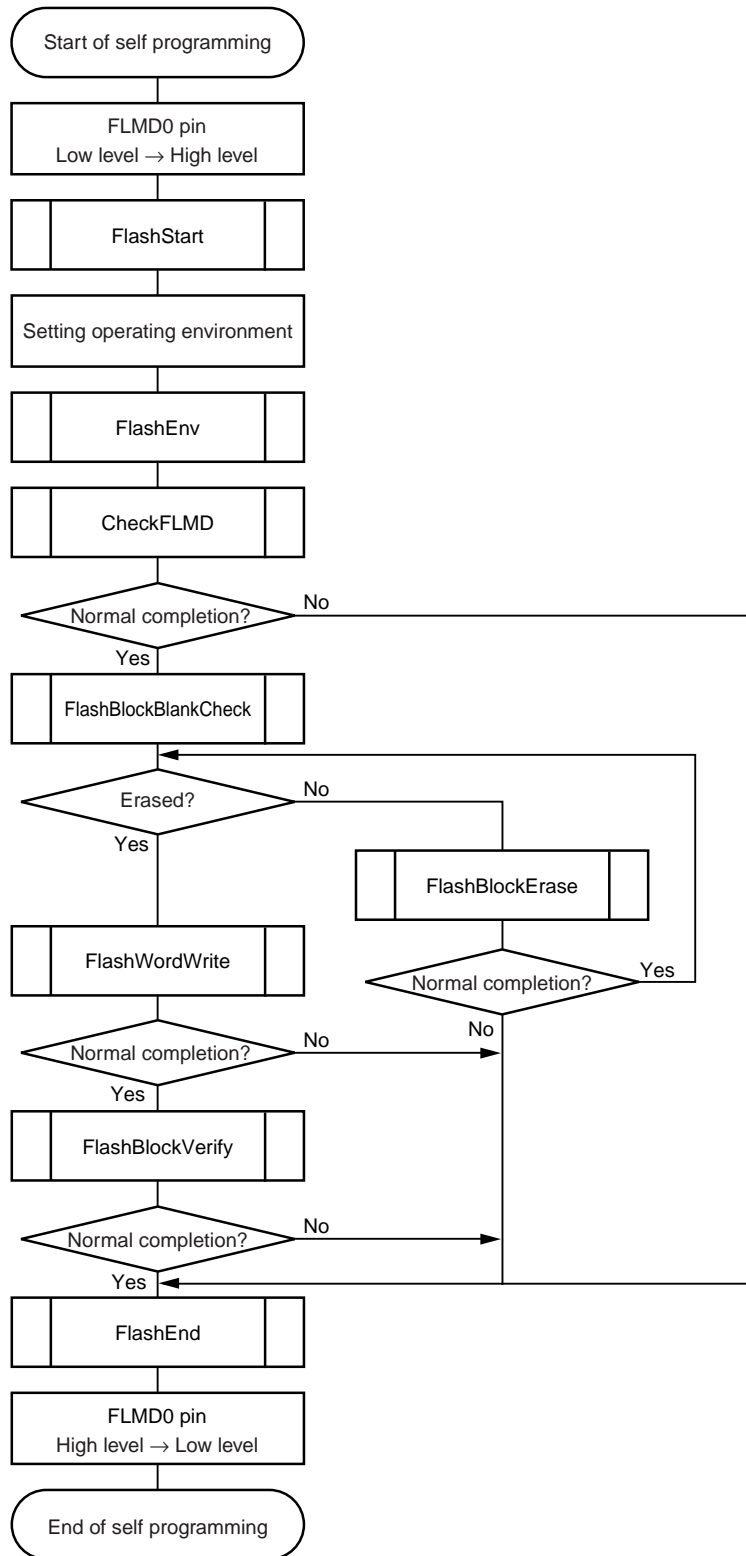 Start of self programming
FLMD0 pin
Low level → High level
FlashStart
Setting operating environment
FlashEnv
CheckFLMD
Normal completion?
No
Yes
FlashBlockBlankCheck
Erased?
No
Yes
FlashBlockErase
FlashWordWrite
Normal completion?
Yes
No
Normal completion?
No
Yes
FlashBlockVerify
Normal completion?
No
Yes
FlashEnd
FLMD0 pin
High level → Low level
End of self programming